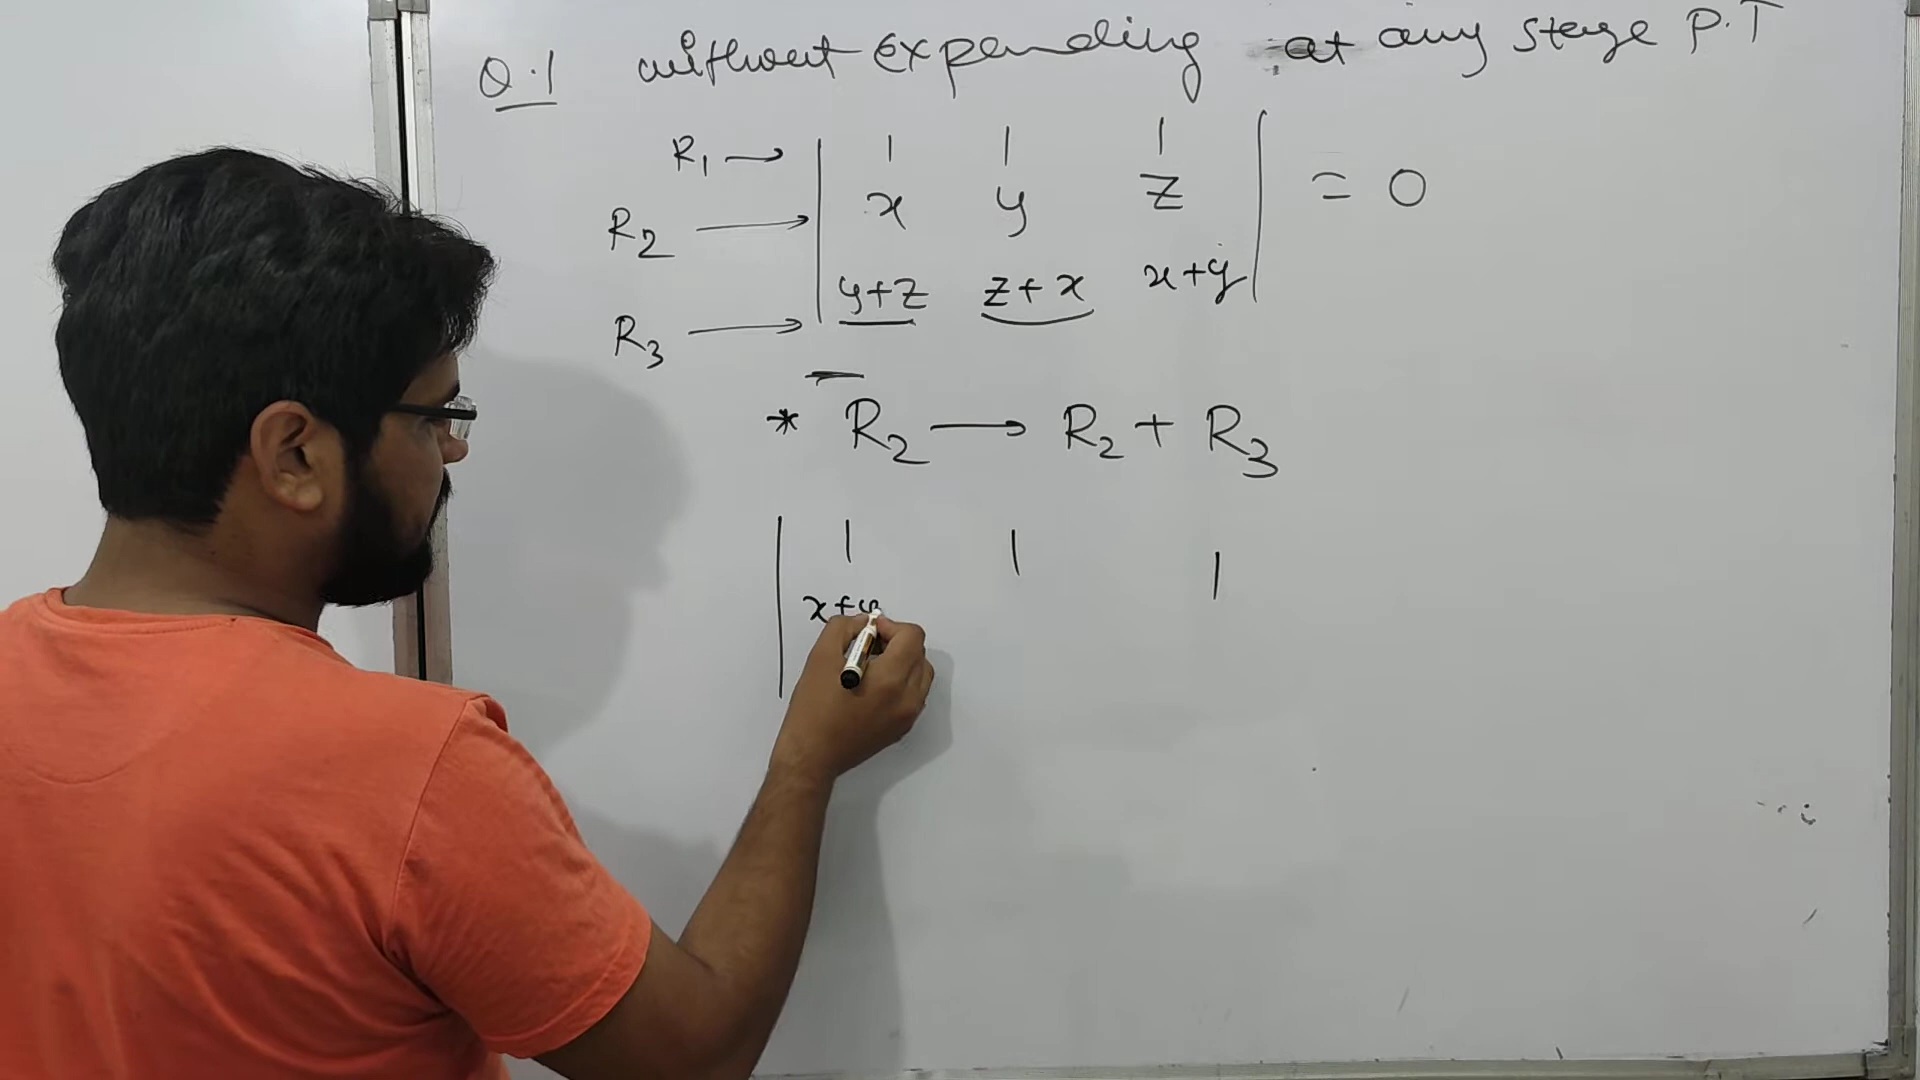 Q.1 without expanding at any stage P.T
R1 → | 1 1 1 |
R2 → | x y z | = 0
R3 → | y+z z+x x+y |
* R2 → R2 + R3
| 1 1 1
x+y